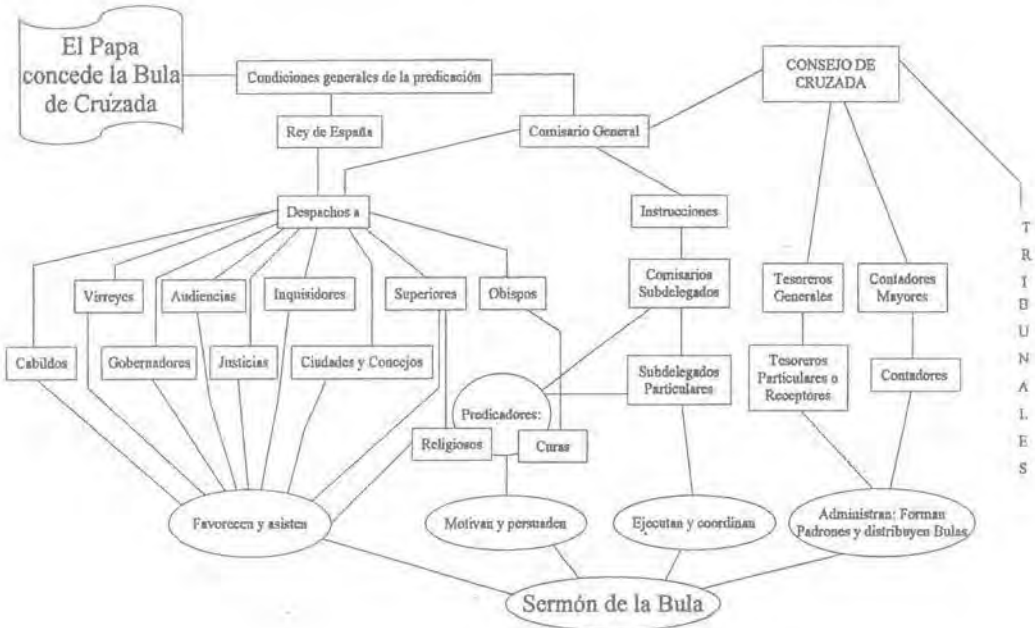 El Papa
concede la Bula
de Cruzada
Condiciones generales de la predicación
CONSEJO DE
CRUZADA
Rey de España
Comisario General
Despachos a
Instrucciones
Virreyes
Audiencias
Inquisidores
Superiores
Obispos
Comisarios
Subdelegados
Tesoreros
Generales
Contadores
Mayores
Cabildos
Gobernadores
Justicias
Ciudades y Concejos
Subdelegados
Particulares
Tesoreros
Particulares o
Receptores
Contadores
Predicadores:
Religiosos
Curas
TRIBUNALES
Favorecen y asisten
Motivan y persuaden
Ejecutan y coordinan
Administran: Forman
Padrones y distribuyen Bulas
Sermón de la Bula